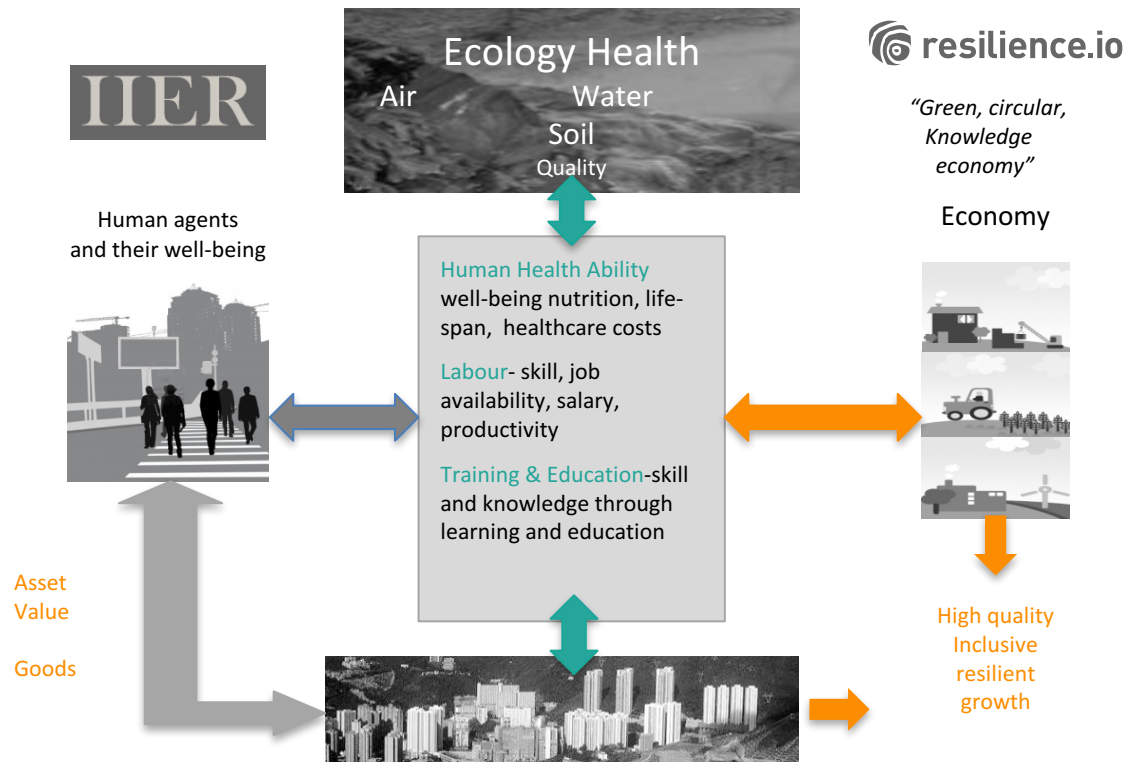 IIER
Ecology Health
Air Water
Soil
Quality
resilience.io
“Green, circular,
Knowledge
economy”
Economy
Human agents
and their well-being
Human Health Ability
well-being nutrition, life-
span, healthcare costs
Labour- skill, job
availability, salary,
productivity
Training & Education-skill
and knowledge through
learning and education
Asset
Value
Goods
High quality
Inclusive
resilient
growth